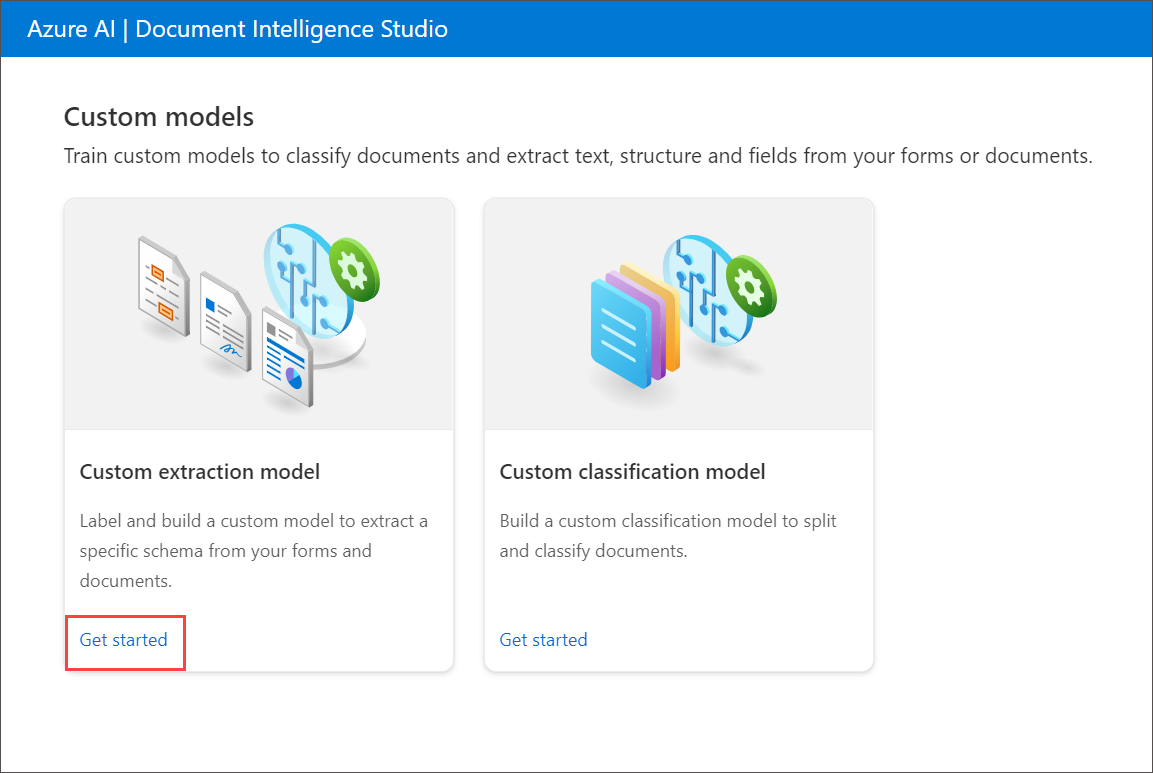 Azure AI | Document Intelligence Studio
Custom models
Train custom models to classify documents and extract text, structure and fields from your forms or documents.
Custom extraction model
Label and build a custom model to extract a
specific schema from your forms and
documents.
Get started
Custom classification model
Build a custom classification model to split
and classify documents.
Get started